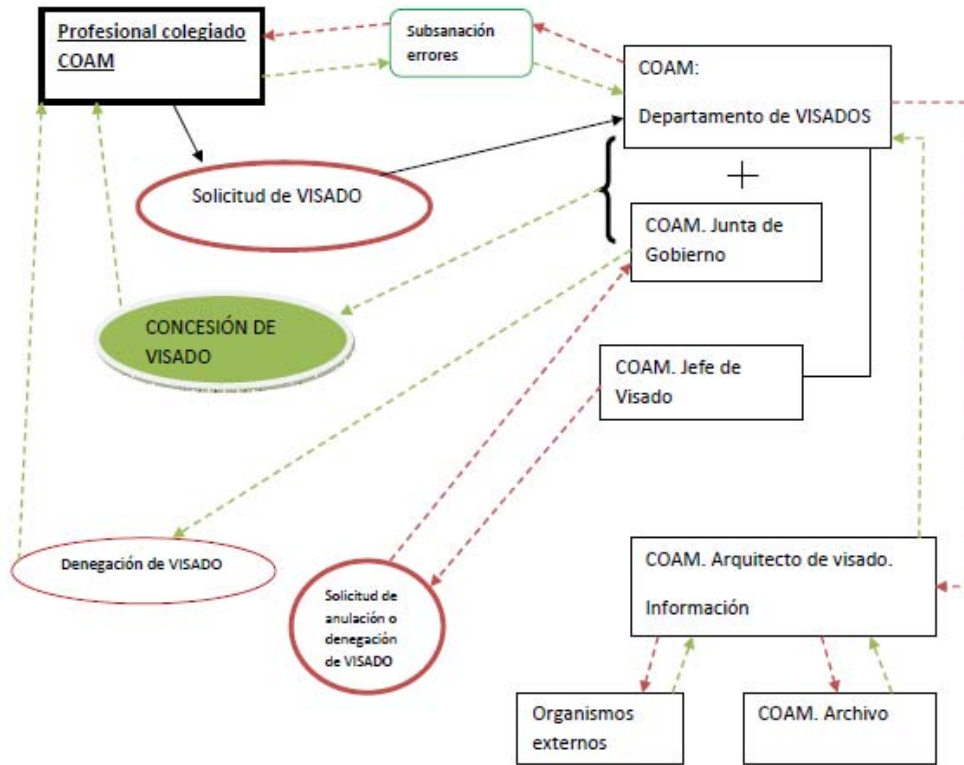 Profesional colegiado
COAM
Subsanación
errores
COAM:
Departamento de VISADOS
Solicitud de VISADO
+
COAM. Junta de
Gobierno
CONCESIÓN DE
VISADO
COAM. Jefe de
Visado
Denegación de VISADO
Solicitud de
anulación o
denegación
de VISADO
COAM. Arquitecto de visado.
Información
Organismos
externos
COAM. Archivo